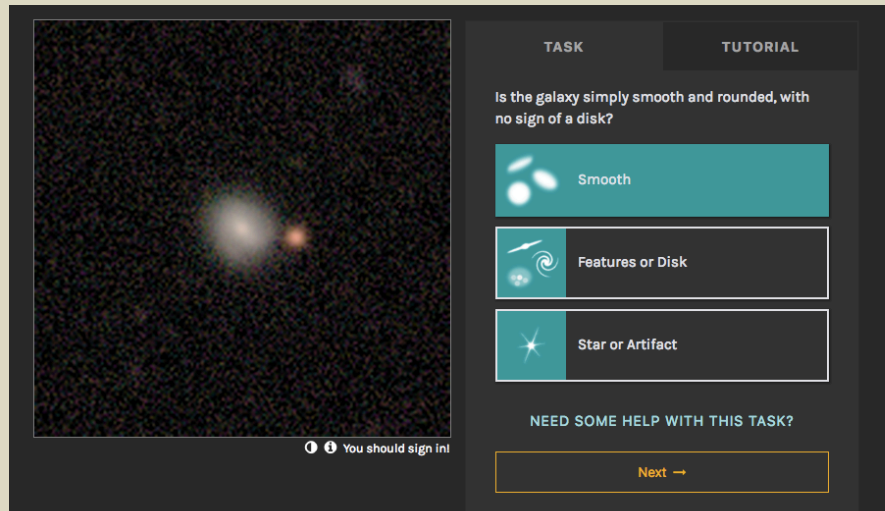 TASK
TUTORIAL
Is the galaxy simply smooth and rounded, with
no sign of a disk?
Smooth
Features or Disk
Star or Artifact
NEED SOME HELP WITH THIS TASK?
You should sign in!
Next →